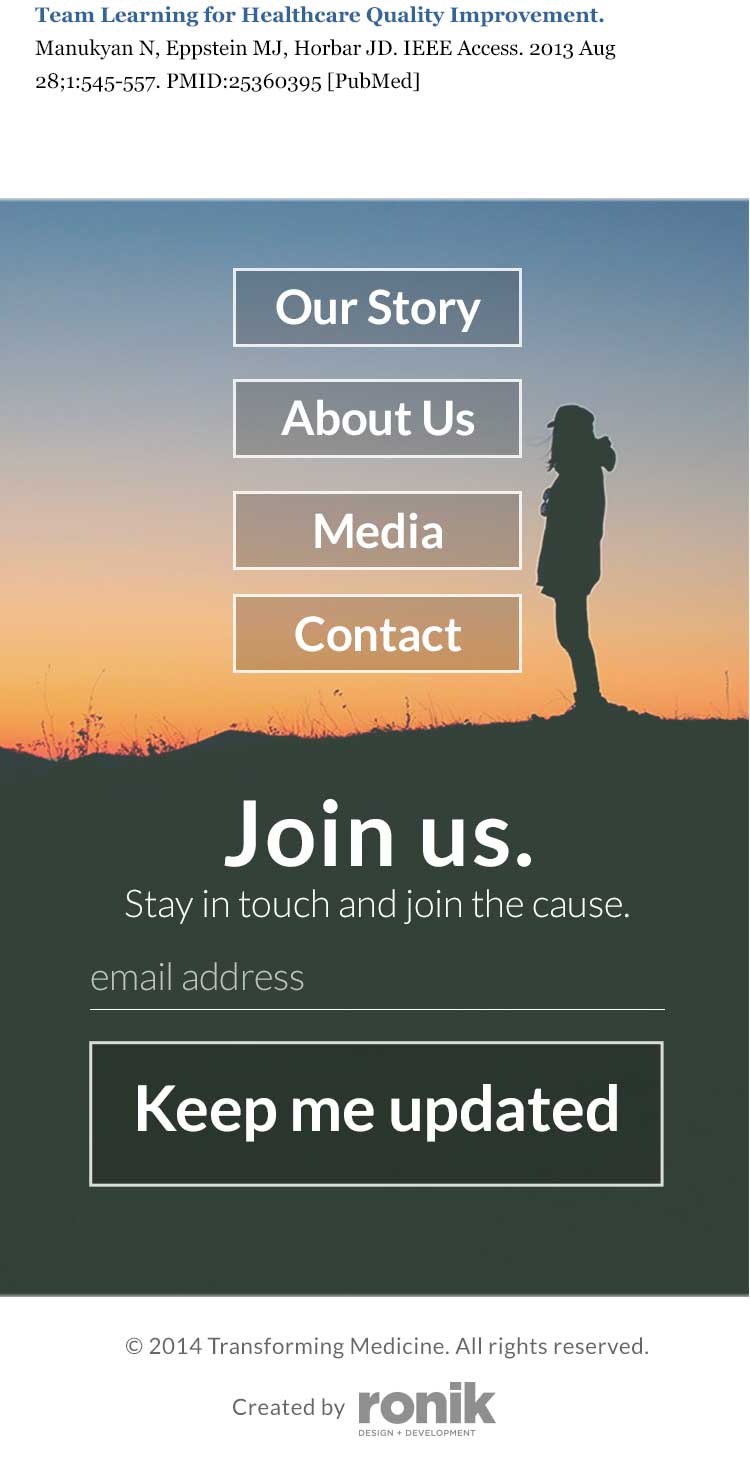 Team Learning for Healthcare Quality Improvement.
Manukyan N, Eppstein MJ, Horbar JD. IEEE Access. 2013 Aug
28;1:545-557. PMID:25360395 [PubMed]
Our Story
About Us
Media
Contact
Join us.
Stay in touch and join the cause.
email address
Keep me updated
© 2014 Transforming Medicine. All rights reserved.
Created by ronik
DESIGN + DEVELOPMENT